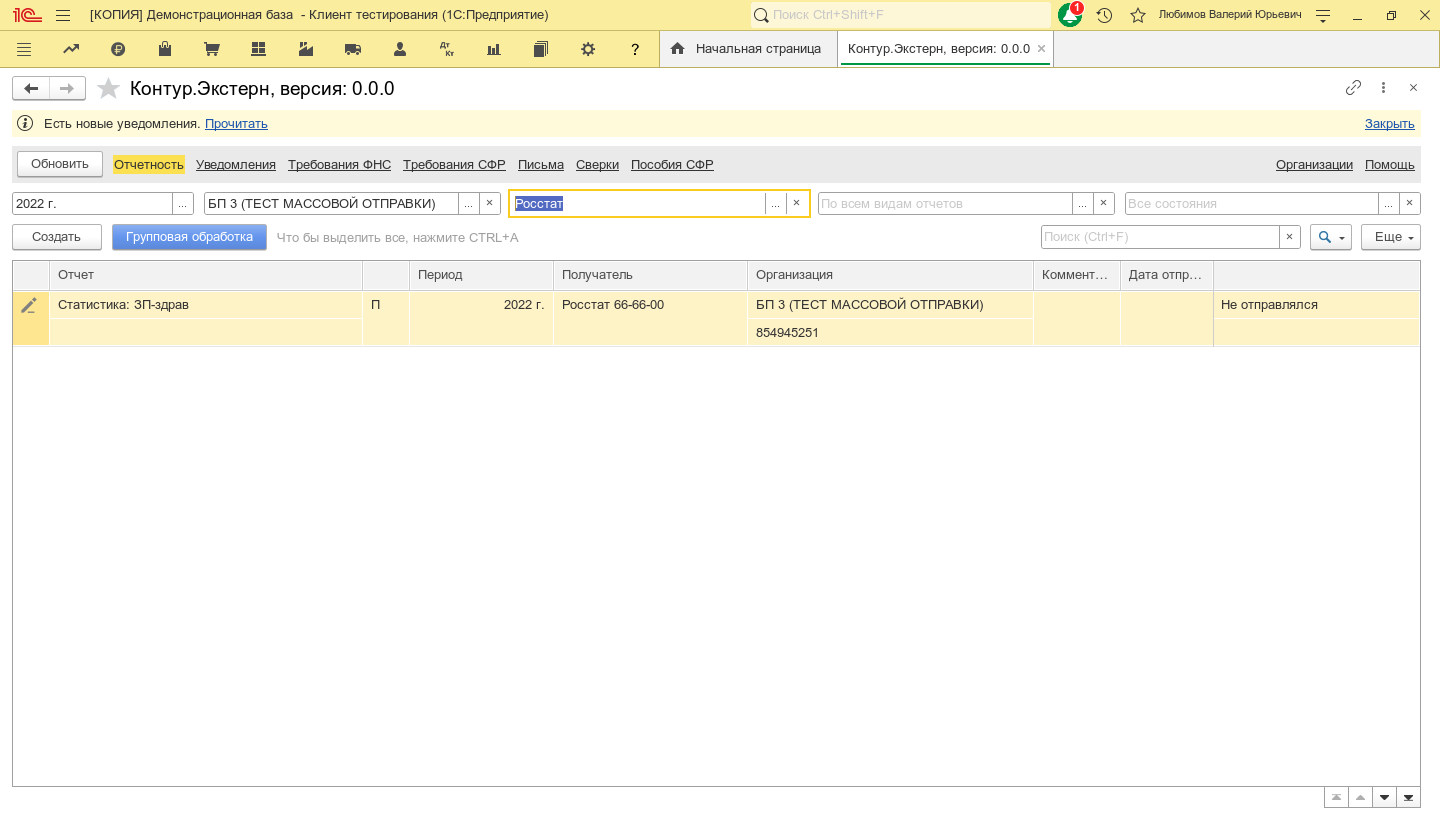 [КОПИЯ] Демонстрационная база - Клиент тестирования (1С:Предприятие)
Поиск Ctrl+Shift+F
1
Любимов Валерий Юрьевич
Дт Кт
?
Начальная страница
Контур.Экстерн, версия: 0.0.0
Контур.Экстерн, версия: 0.0.0
Есть новые уведомления. Прочитать
Закрыть
Обновить
Отчетность
Уведомления
Требования ФНС
Требования СФР
Письма
Сверки
Пособия СФР
Организации
Помощь
2022 г.
...
БП 3 (ТЕСТ МАССОВОЙ ОТПРАВКИ)
...
Росстат
...
По всем видам отчетов
...
Все состояния
...
Создать
Групповая обработка
Что бы выделить все, нажмите CTRL+A
Поиск (Ctrl+F)
Еще
Отчет
Период
Получатель
Организация
Коммент...
Дата отпр...
Статистика: ЗП-здрав
П
2022 г.
Росстат 66-66-00
БП 3 (ТЕСТ МАССОВОЙ ОТПРАВКИ)
Не отправлялся
854945251